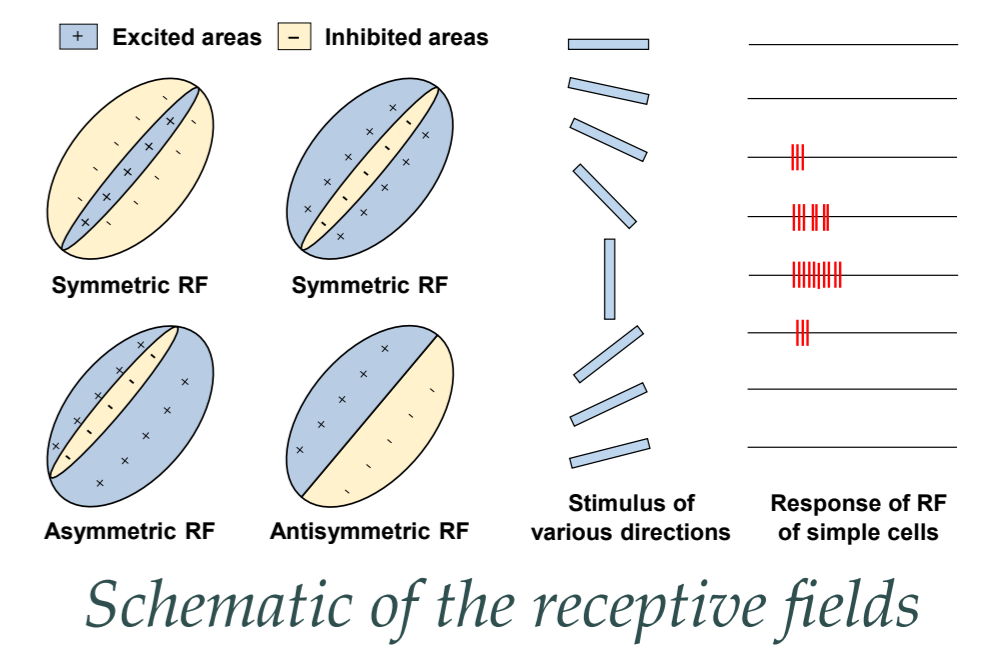 + Excited areas - Inhibited areas
Symmetric RF
Symmetric RF
Asymmetric RF
Antisymmetric RF
Stimulus of
various directions
Response of RF
of simple cells
Schematic of the receptive fields